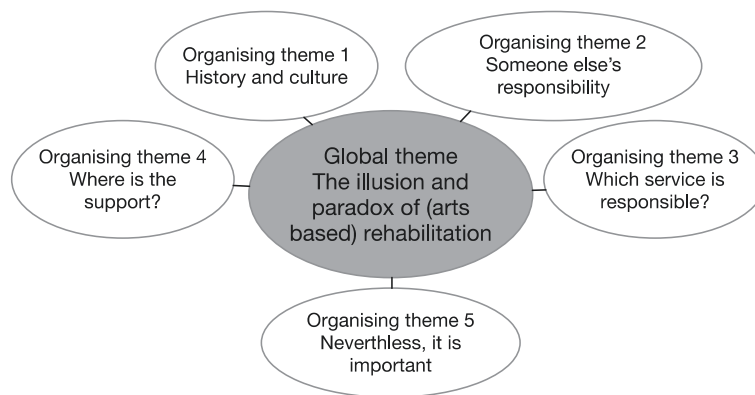 Organising theme 1
History and culture
Organising theme 2
Someone else's
responsibility
Organising theme 4
Where is the
support?
Global theme
The illusion and
paradox of (arts
based) rehabilitation
Organising theme 3
Which service is
responsible?
Organising theme 5
Neverthless, it is
important